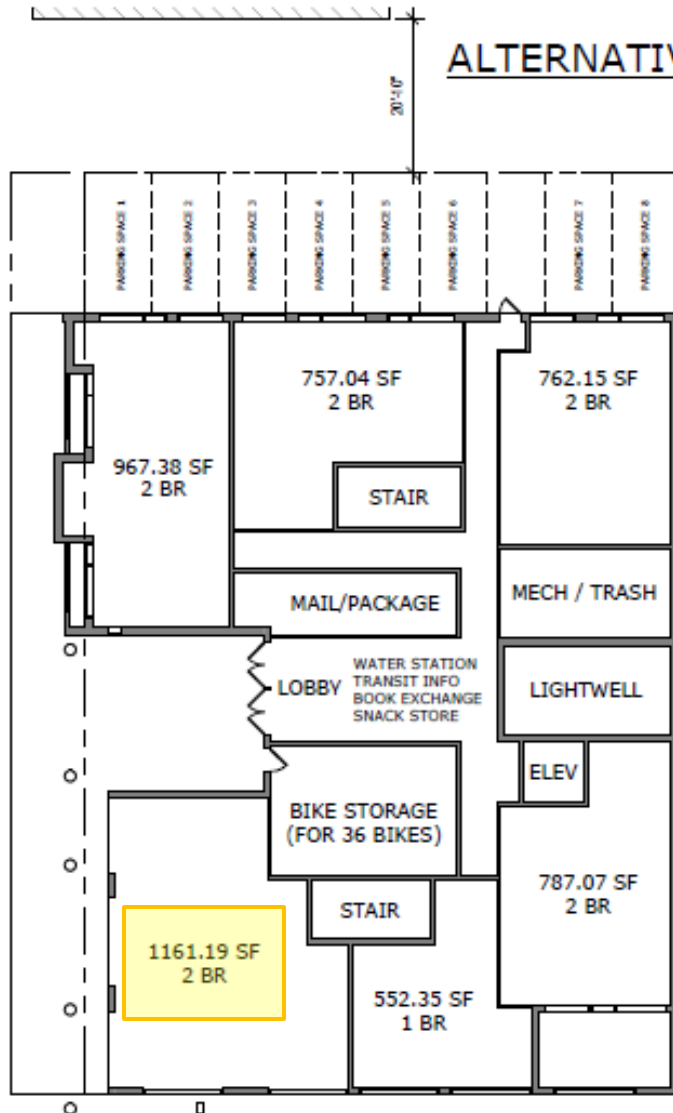 ALTERNATIV
20'-10"
PARKING SPACE 1
PARKING SPACE 2
PARKING SPACE 3
PARKING SPACE 4
PARKING SPACE 5
PARKING SPACE 6
PARKING SPACE 7
PARKING SPACE 8
757.04 SF
2 BR
762.15 SF
2 BR
967.38 SF
2 BR
STAIR
MAIL/PACKAGE
MECH / TRASH
LOBBY
WATER STATION
TRANSIT INFO
BOOK EXCHANGE
SNACK STORE
LIGHTWELL
ELEV
BIKE STORAGE
(FOR 36 BIKES)
787.07 SF
2 BR
STAIR
1161.19 SF
2 BR
552.35 SF
1 BR